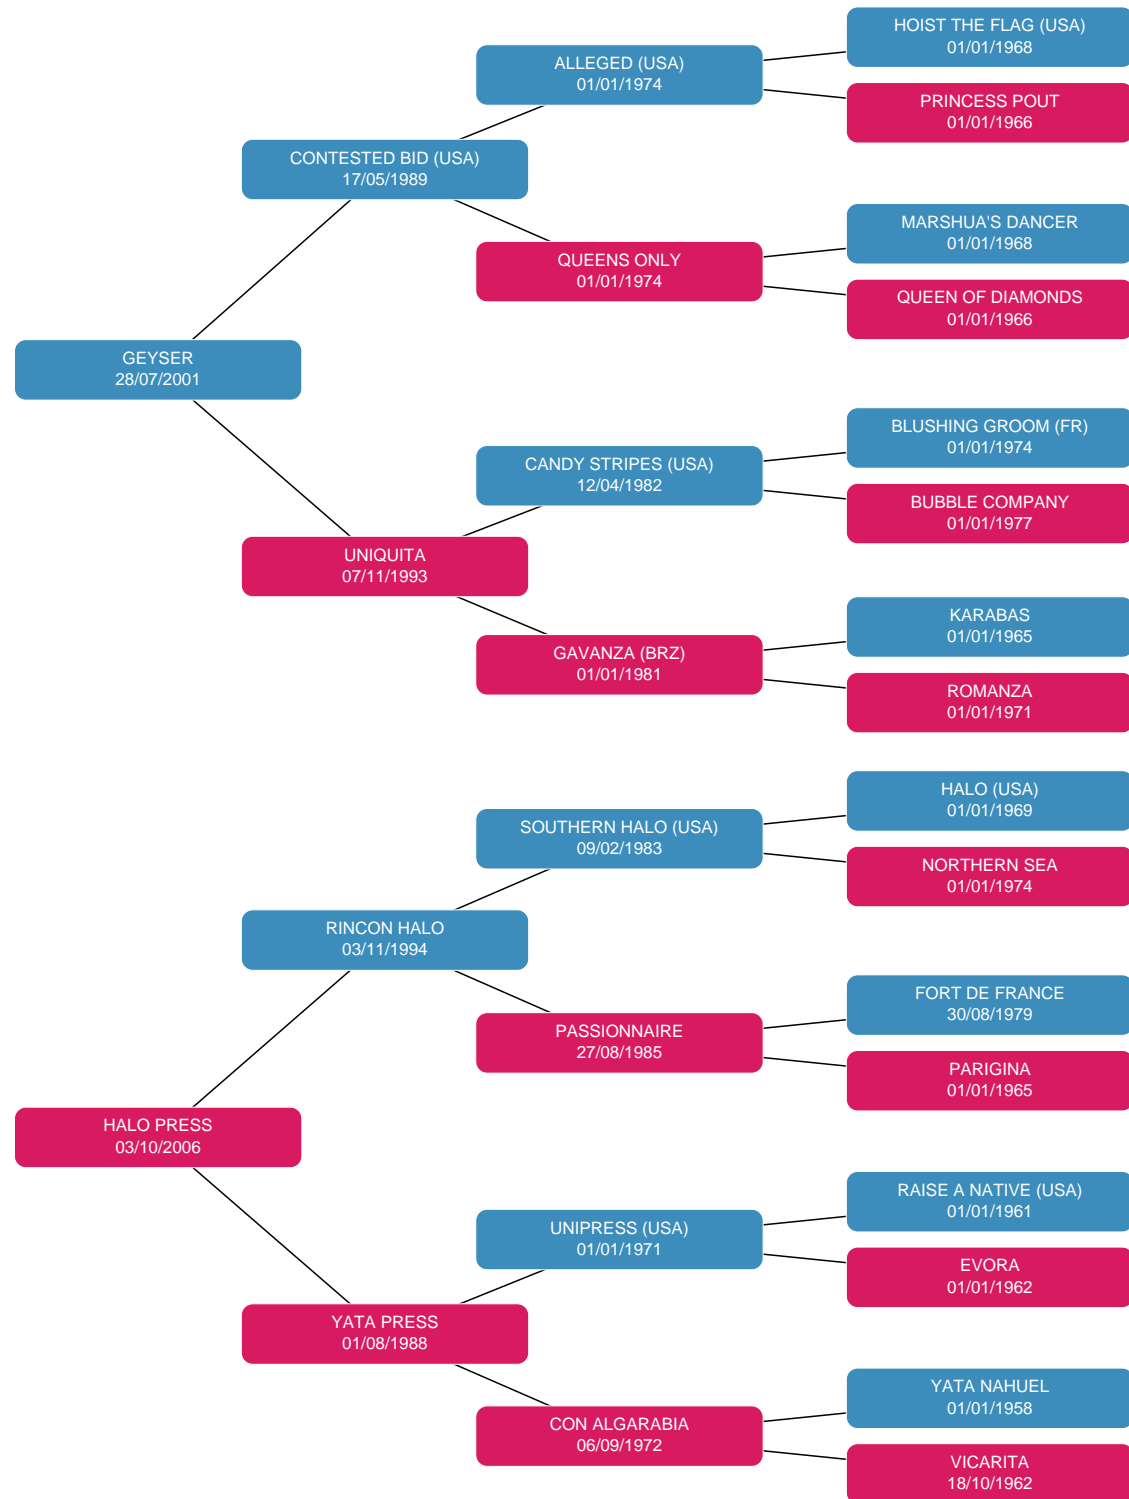 HOIST THE FLAG (USA)
01/01/1968
ALLEGED (USA)
01/01/1974
PRINCESS POUT
01/01/1966
CONTESTED BID (USA)
17/05/1989
MARSHUA'S DANCER
01/01/1968
QUEENS ONLY
01/01/1974
QUEEN OF DIAMONDS
01/01/1966
GEYSER
28/07/2001
BLUSHING GROOM (FR)
01/01/1974
CANDY STRIPES (USA)
12/04/1982
BUBBLE COMPANY
01/01/1977
UNIQUITA
07/11/1993
KARABAS
01/01/1965
GAVANZA (BRZ)
01/01/1981
ROMANZA
01/01/1971
HALO (USA)
01/01/1969
SOUTHERN HALO (USA)
09/02/1983
NORTHERN SEA
01/01/1974
RINCON HALO
03/11/1994
FORT DE FRANCE
30/08/1979
PASSIONNAIRE
27/08/1985
PARIGINA
01/01/1965
HALO PRESS
03/10/2006
RAISE A NATIVE (USA)
01/01/1961
UNIPRESS (USA)
01/01/1971
EVORA
01/01/1962
YATA PRESS
01/08/1988
YATA NAHUEL
01/01/1958
CON ALGARABIA
06/09/1972
VICARITA
18/10/1962